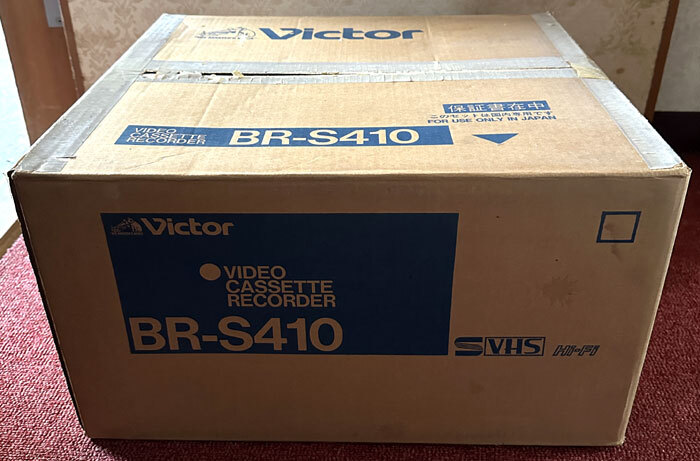 Victor
保証書在中
このセットは国内専用です
FOR USE ONLY IN JAPAN
VIDEO
CASSETTE
RECORDER
BR-S410
Victor
VIDEO
CASSETTE
RECORDER
BR-S410
S VHS Hi-Fi